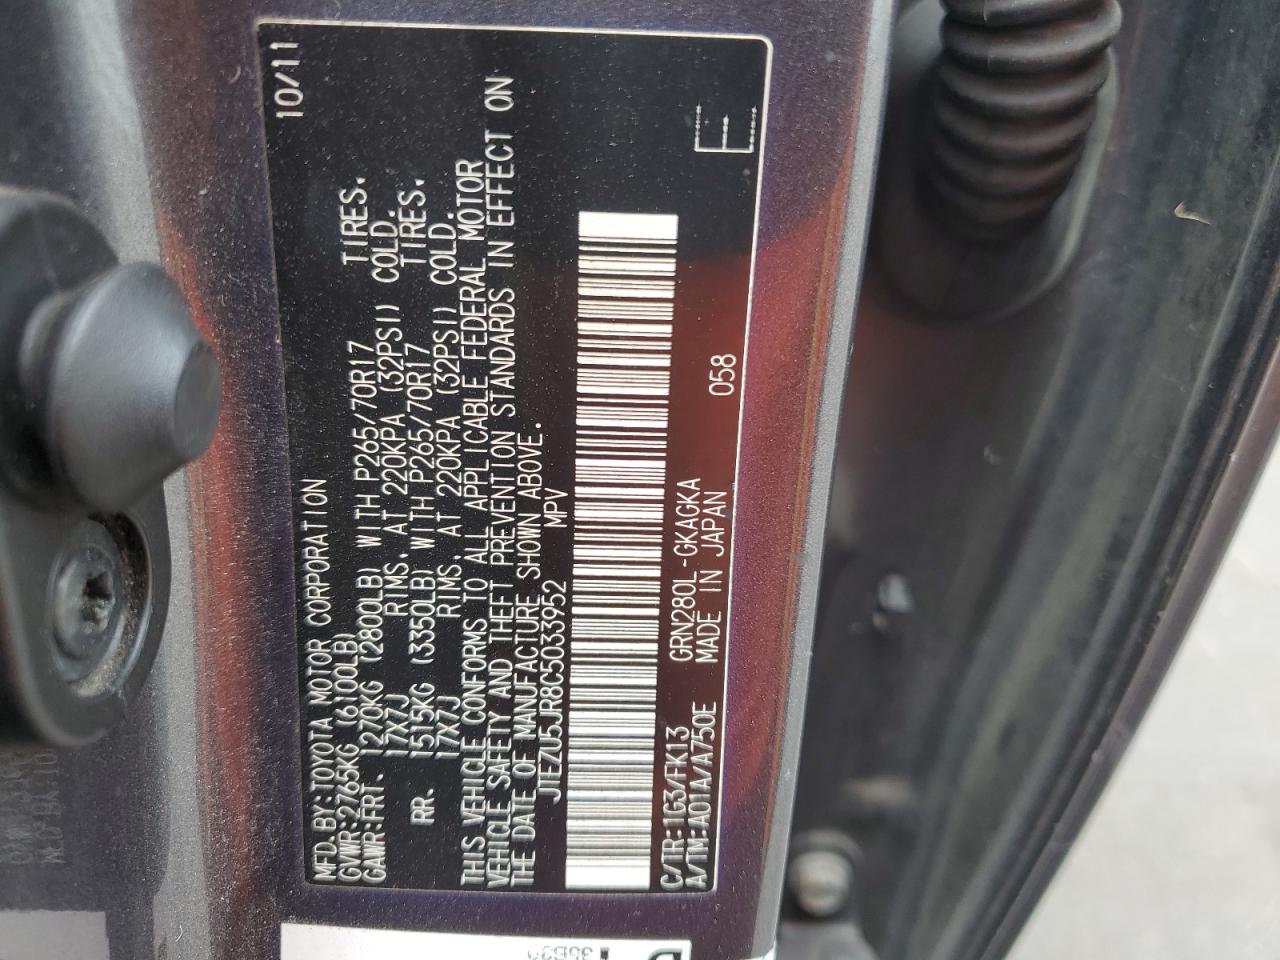 10/11
MFD.BY:TOYOTA MOTOR CORPORATION
GVWR:2765KG (6100LB)
GAWR:FRT. 1270KG (2800LB) WITH P265/70R17 TIRES.
17X7J RIMS. AT 220KPA (32PSI) COLD.
RR. 1515KG (3350LB) WITH P265/70R17 TIRES.
17X7J RIMS. AT 220KPA (32PSI) COLD.
THIS VEHICLE CONFORMS TO ALL APPLICABLE FEDERAL MOTOR
VEHICLE SAFETY AND THEFT PREVENTION STANDARDS IN EFFECT ON
THE DATE OF MANUFACTURE SHOWN ABOVE.
JTEZU5JR8C5033952 MPV
C/TR:1G3/FK13 GRN280L-GKAGKA
A/TM:A01A/A750E MADE IN JAPAN 058
E